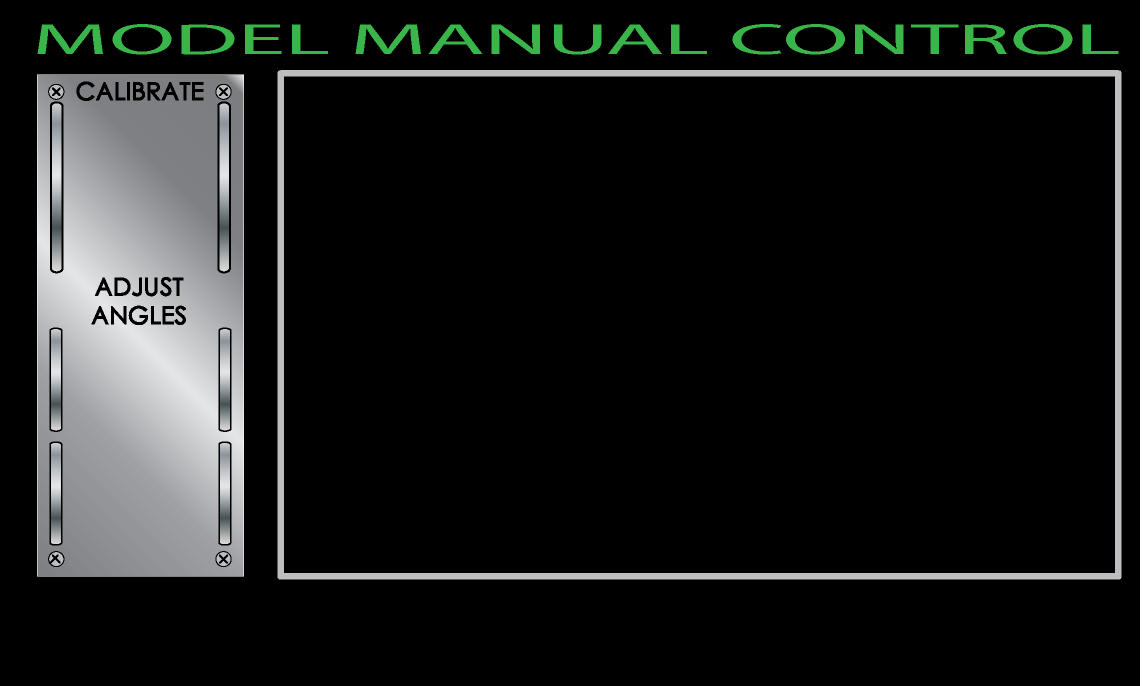 MODEL MANUAL CONTROL
CALIBRATE
ADJUST
ANGLES